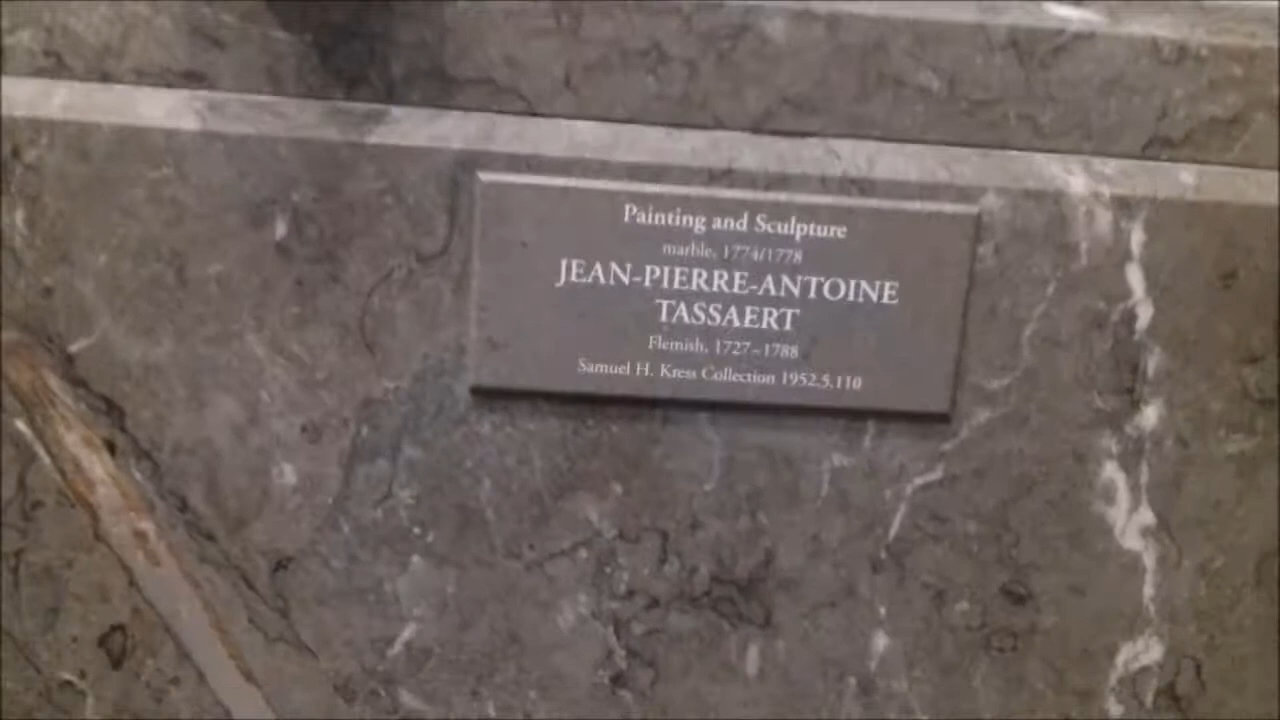 Painting and Sculpture
marble, 1774/1778
JEAN-PIERRE-ANTOINE
TASSAERT
Flemish, 1727–1788
Samuel H. Kress Collection 1952.5.110